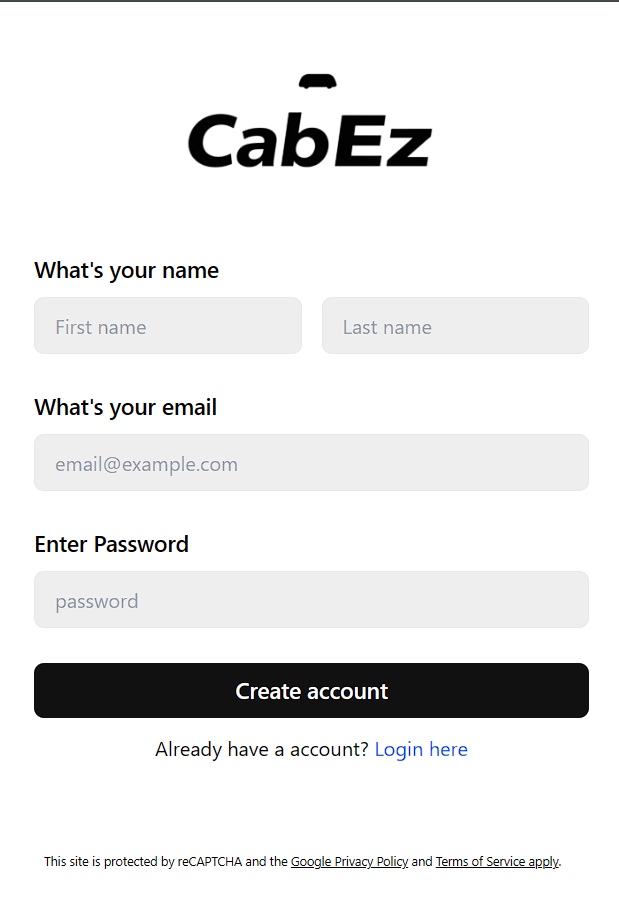 CabEz
What's your name
First name Last name
What's your email
email@example.com
Enter Password
password
Create account
Already have a account? Login here
This site is protected by reCAPTCHA and the Google Privacy Policy and Terms of Service apply.